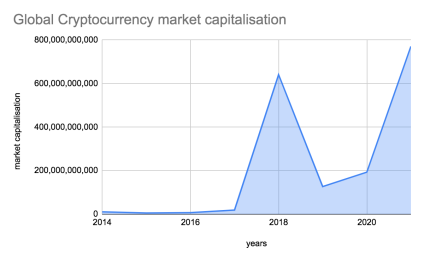 Global Cryptocurrency market capitalisation
800,000,000,000
600,000,000,000
400,000,000,000
200,000,000,000
0
market capitalisation
2014 2016 2018 2020
years